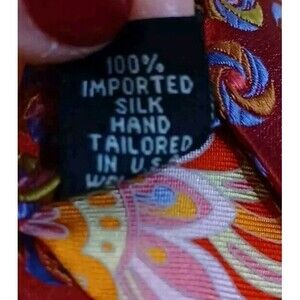 100%
IMPORTED
SILK
HAND
TAILORED
IN U.S.A.